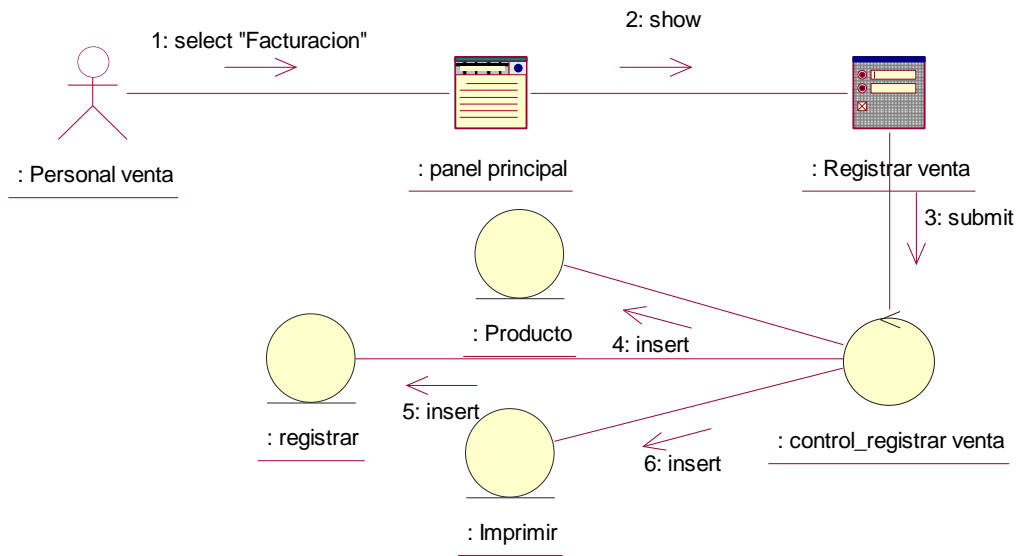 1: select "Facturacion"
2: show
: Personal venta
: panel principal
: Registrar venta
3: submit
: Producto
4: insert
5: insert
: registrar
6: insert
: control_registrar venta
: Imprimir